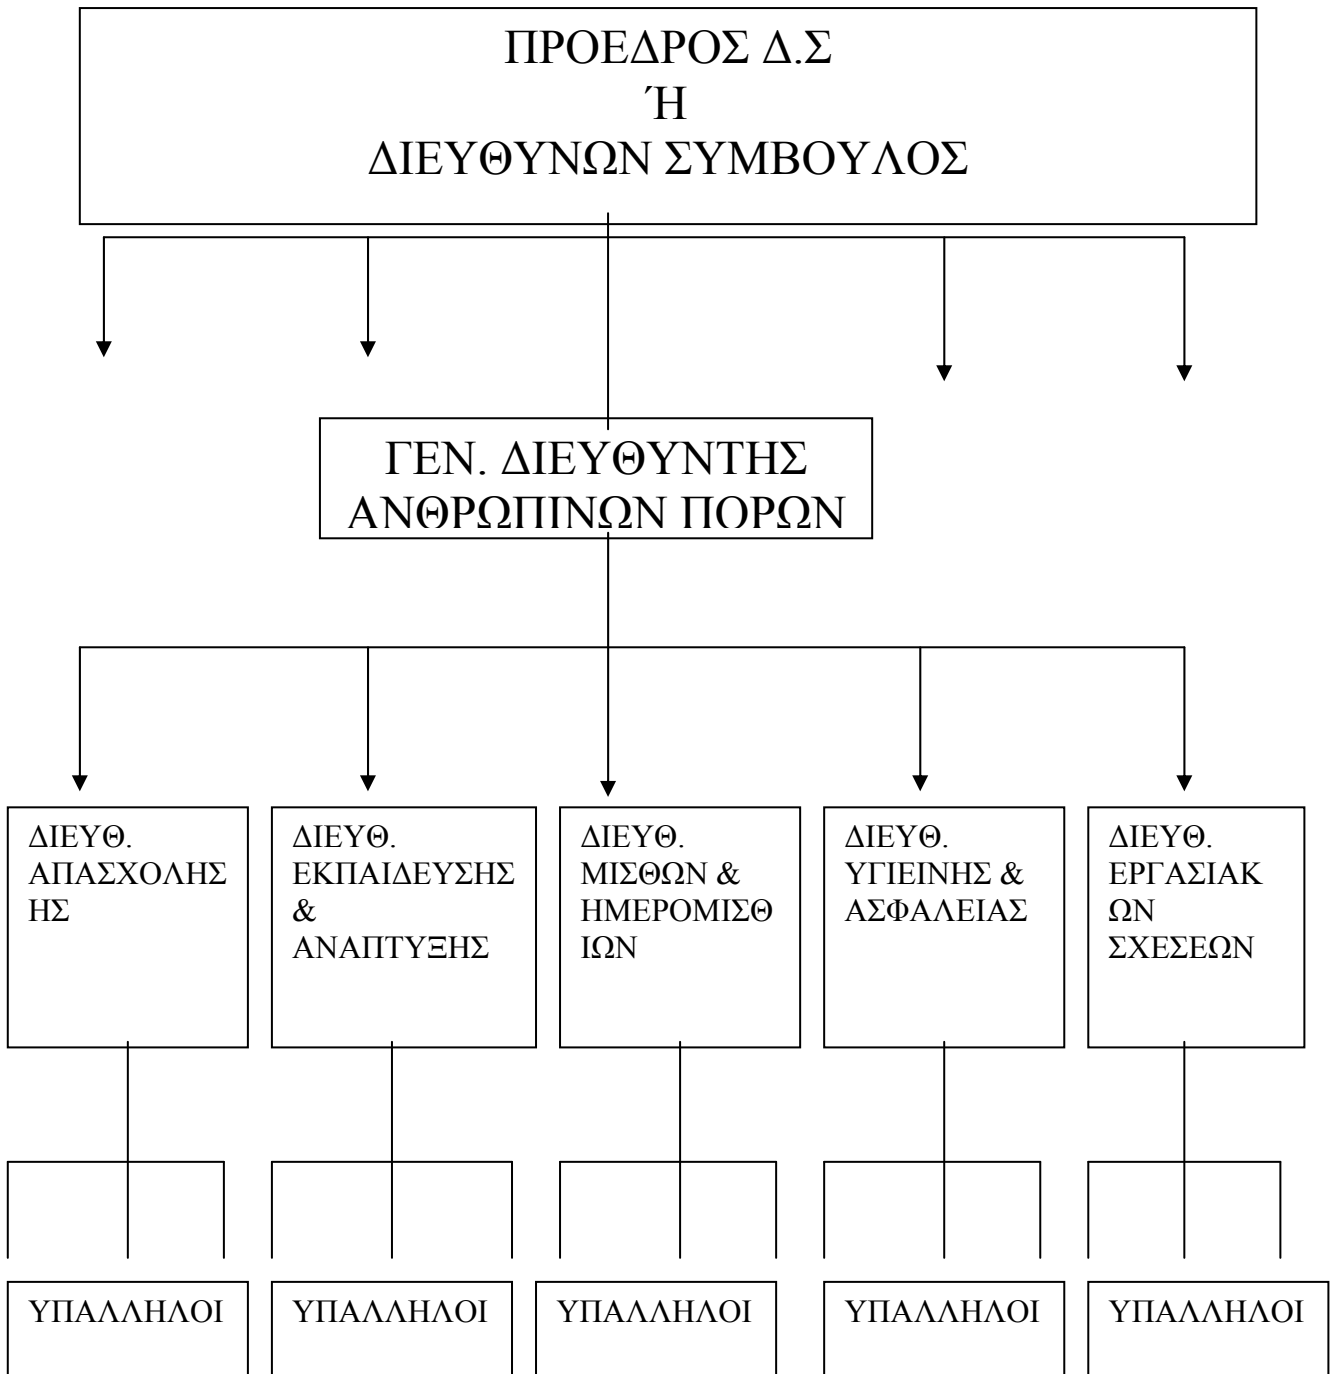 ΠΡΟΕΔΡΟΣ Δ.Σ
Ή
ΔΙΕΥΘΥΝΩΝ ΣΥΜΒΟΥΛΟΣ
ΓΕΝ. ΔΙΕΥΘΥΝΤΗΣ
ΑΝΘΡΩΠΙΝΩΝ ΠΟΡΩΝ
ΔΙΕΥΘ.
ΑΠΑΣΧΟΛΗΣ
ΗΣ
ΔΙΕΥΘ.
ΕΚΠΑΙΔΕΥΣΗΣ
&
ΑΝΑΠΤΥΞΗΣ
ΔΙΕΥΘ.
ΜΙΣΘΩΝ &
ΗΜΕΡΟΜΙΣΘ
ΙΩΝ
ΔΙΕΥΘ.
ΥΓΙΕΙΝΗΣ &
ΑΣΦΑΛΕΙΑΣ
ΔΙΕΥΘ.
ΕΡΓΑΣΙΑΚ
ΩΝ
ΣΧΕΣΕΩΝ
ΥΠΑΛΛΗΛΟΙ
ΥΠΑΛΛΗΛΟΙ
ΥΠΑΛΛΗΛΟΙ
ΥΠΑΛΛΗΛΟΙ
ΥΠΑΛΛΗΛΟΙ